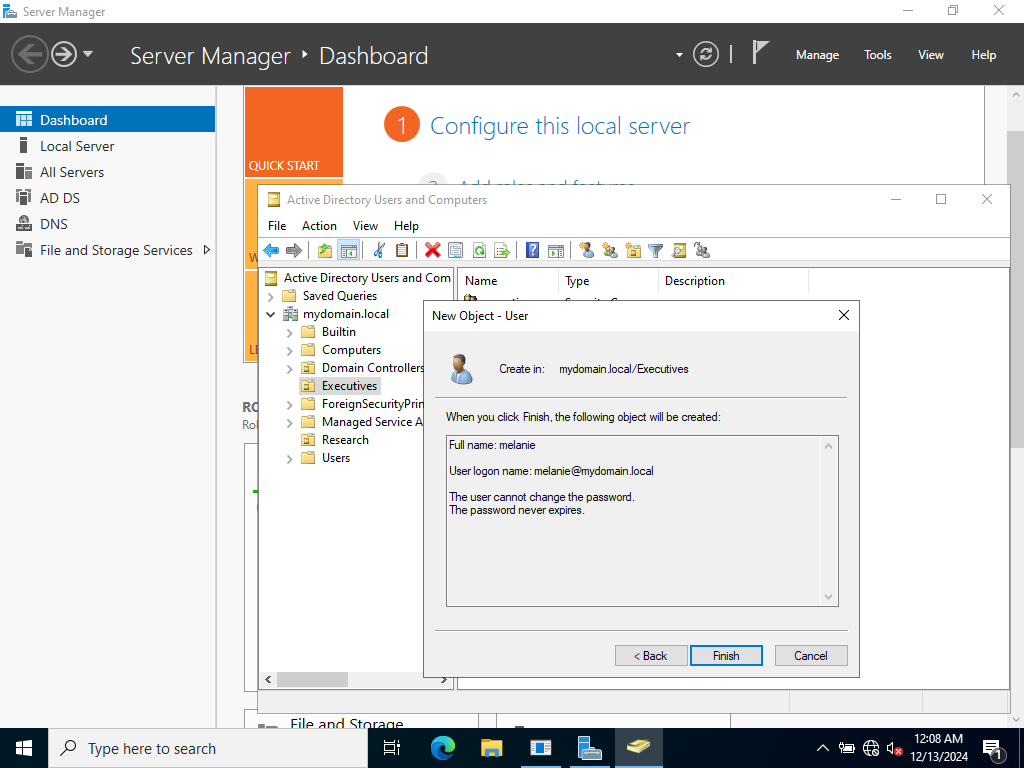 Server Manager
Server Manager • Dashboard
Manage Tools View Help
Dashboard
Local Server
All Servers
AD DS
DNS
File and Storage Services
QUICK START
1 Configure this local server
Active Directory Users and Computers
File Action View Help
Active Directory Users and Com
Saved Queries
mydomain.local
Builtin
Computers
Domain Controllers
Executives
ForeignSecurityPrin
Managed Service A
Research
Users
Name Type Description
New Object - User
Create in: mydomain.local/Executives
When you click Finish, the following object will be created:
Full name: melanie
User logon name: melanie@mydomain.local
The user cannot change the password.
The password never expires.
< Back Finish Cancel
File and Storage
Type here to search
12:08 AM
12/13/2024
1